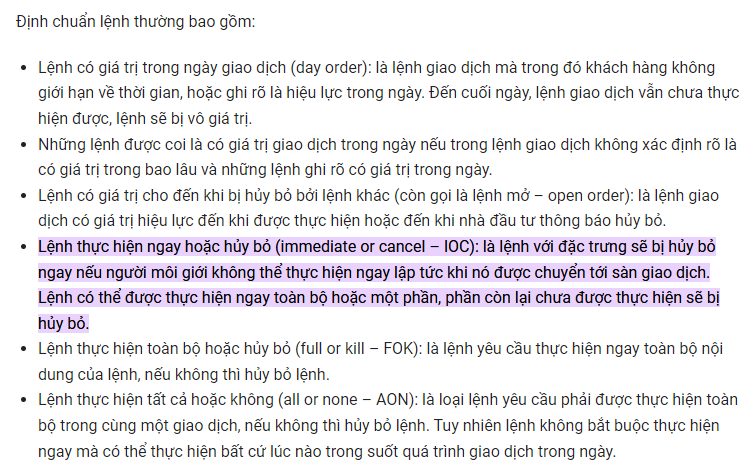 Định chuẩn lệnh thường bao gồm:
• Lệnh có giá trị trong ngày giao dịch (day order): là lệnh giao dịch mà trong đó khách hàng không
giới hạn về thời gian, hoặc ghi rõ là hiệu lực trong ngày. Đến cuối ngày, lệnh giao dịch vẫn chưa thực
hiện được, lệnh sẽ bị vô giá trị.
• Những lệnh được coi là có giá trị giao dịch trong ngày nếu trong lệnh giao dịch không xác định rõ là
có giá trị trong bao lâu và những lệnh ghi rõ có giá trị trong ngày.
• Lệnh có giá trị cho đến khi bị hủy bỏ bởi lệnh khác (còn gọi là lệnh mở – open order): là lệnh giao
dịch có giá trị hiệu lực đến khi được thực hiện hoặc đến khi nhà đầu tư thông báo hủy bỏ.
• Lệnh thực hiện ngay hoặc hủy bỏ (immediate or cancel – IOC): là lệnh với đặc trưng sẽ bị hủy bỏ
ngay nếu người môi giới không thể thực hiện ngay lập tức khi nó được chuyển tới sàn giao dịch.
Lệnh có thể được thực hiện ngay toàn bộ hoặc một phần, phần còn lại chưa được thực hiện sẽ bị
hủy bỏ.
• Lệnh thực hiện toàn bộ hoặc hủy bỏ (full or kill – FOK): là lệnh yêu cầu thực hiện ngay toàn bộ nội
dung của lệnh, nếu không thì hủy bỏ lệnh.
• Lệnh thực hiện tất cả hoặc không (all or none – AON): là loại lệnh yêu cầu phải được thực hiện toàn
bộ trong cùng một giao dịch, nếu không thì hủy bỏ lệnh. Tuy nhiên lệnh không bắt buộc thực hiện
ngay mà có thể thực hiện bất cứ lúc nào trong suốt quá trình giao dịch trong ngày.